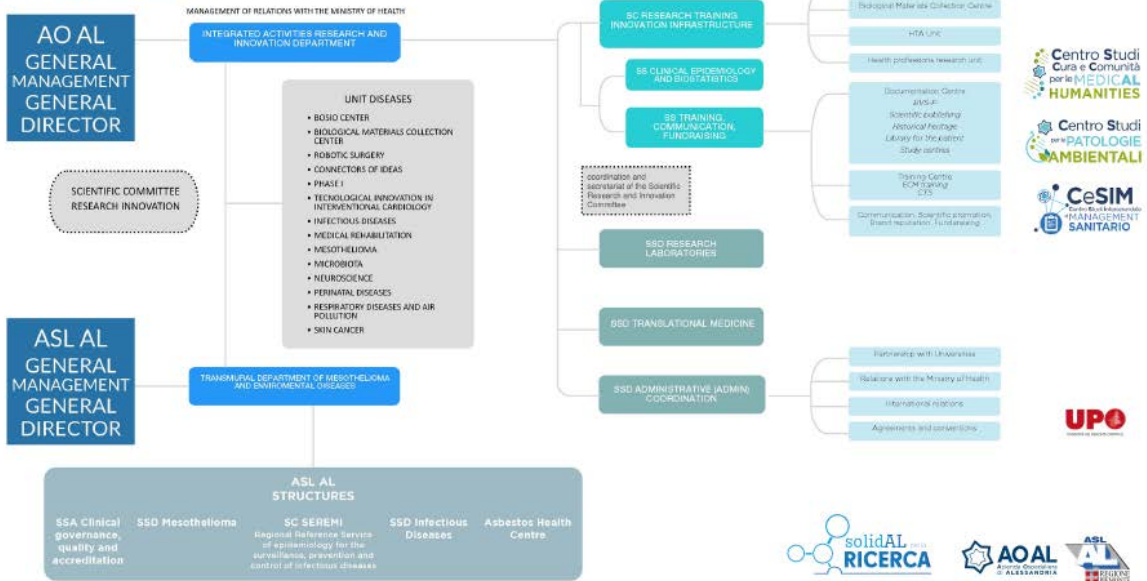 MANAGEMENT OF RELATIONS WITH THE MINISTRY OF HEALTH
AO AL
GENERAL
MANAGEMENT
GENERAL
DIRECTOR
INTEGRATED ACTIVITIES RESEARCH AND
INNOVATION DEPARTMENT
SCIENTIFIC COMMITTEE
RESEARCH INNOVATION
UNIT DISEASES
• BOSIO CENTER
• BIOLOGICAL MATERIALS COLLECTION
CENTER
• ROBOTIC SURGERY
• CONNECTORS OF IDEAS
• PHASE I
• TECNOLOGICAL INNOVATION IN
INTERVENTIONAL CARDIOLOGY
• INFECTIOUS DISEASES
• MEDICAL REHABILITATION
• MESOTHELIOMA
• MICROBIOTA
• NEUROSCIENCE
• PERINATAL DISEASES
• RESPIRATORY DISEASES AND AIR
POLLUTION
• SKIN CANCER
ASL AL
GENERAL
MANAGEMENT
GENERAL
DIRECTOR
TRANSMURAL DEPARTMENT OF MESOTHELIOMA
AND ENVIROMENTAL DISEASES
ASL AL
STRUCTURES
SSA Clinical
governance,
quality and
accreditation
SSD Mesothelioma
SC SEREMI
Regional Reference Service
of epidemiology for the
surveillance, prevention and
control of infectious diseases
SSD Infectious
Diseases
Asbestos Health
Centre
SC RESEARCH TRAINING
INNOVATION INFRASTRUCTURE
SS CLINICAL EPIDEMIOLOGY
AND BIOSTATISTICS
SS TRAINING,
COMMUNICATION,
FUNDRAISING
coordination and
secretariat of the Scientific
Research and Innovation
Committee
SSD RESEARCH
LABORATORIES
SSD TRANSLATIONAL MEDICINE
SSD ADMINISTRATIVE (ADMIN)
COORDINATION
Biological Materials Collection Centre
HTA Unit
Health professions research unit
Documentation Centre
Scientific publishing
Historical heritage
Library for the patient
Study centres
Training Centre
ECM training
Communication, Scientific promotion,
Brand reputation, Fundraising
Partnership with Universities
Relations with the Ministry of Health
International relations
Agreements and conventions
Centro Studi
Cura e Comunità
per le MEDICAL
HUMANITIES
Centro Studi
per le PATOLOGIE
AMBIENTALI
CeSIM
MANAGEMENT
SANITARIO
UPO
solidAL
RICERCA
AO AL
Azienda Ospedaliera
di ALESSANDRIA
ASL
AL
REGIONE